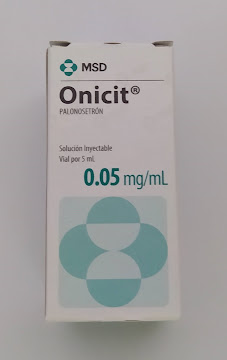 MSD
Onicit®
PALONOSETRÓN
Solución Inyectable
Vial por 5 mL
0.05 mg/mL